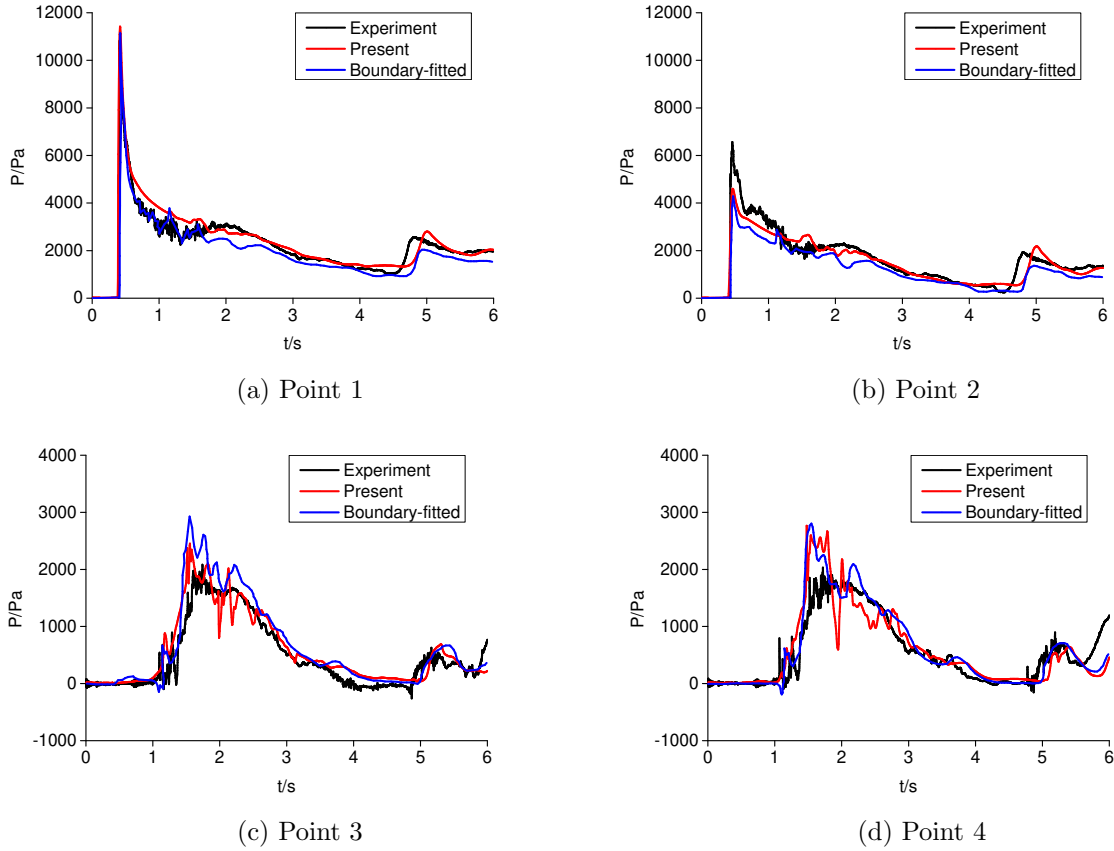 12000
10000
8000
6000
4000
2000
0
P/Pa
0 1 2 3 4 5 6
t/s
Experiment
Present
Boundary-fitted
(a) Point 1
12000
10000
8000
6000
4000
2000
0
P/Pa
0 1 2 3 4 5 6
t/s
Experiment
Present
Boundary-fitted
(b) Point 2
4000
3000
2000
1000
0
-1000
P/Pa
0 1 2 3 4 5 6
t/s
Experiment
Present
Boundary-fitted
(c) Point 3
4000
3000
2000
1000
0
-1000
P/Pa
0 1 2 3 4 5 6
t/s
Experiment
Present
Boundary-fitted
(d) Point 4